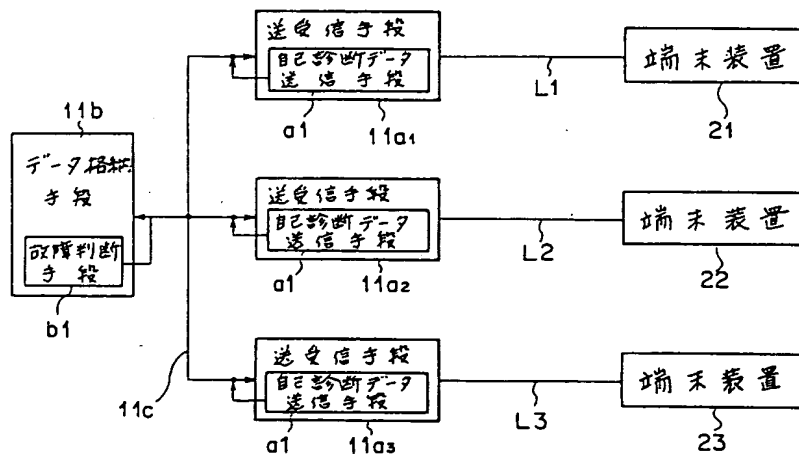 送受信手段
自己診断データ
送信手段
a1
11a1
L1
端末装置
21
11b
データ格納
手段
故障判断
手段
b1
送受信手段
自己診断データ
送信手段
a1
11a2
L2
端末装置
22
11c
送受信手段
自己診断データ
送信手段
a1
11a3
L3
端末装置
23